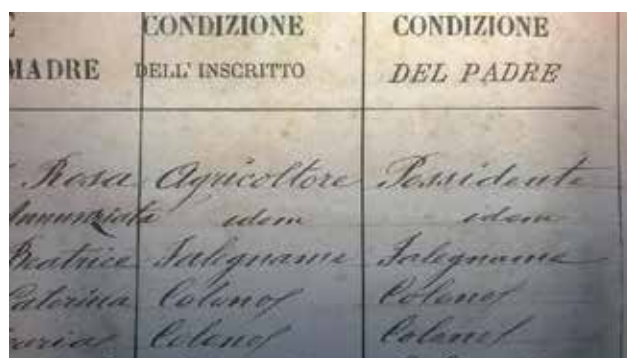 CONDIZIONE CONDIZIONE
MADRE DELL' INSCRITTO DEL PADRE
Rosa Agricoltore Possidente
Annunziata idem idem
Beatrice Falegname Falegname
Caterina Colono Colono
Colono Colono